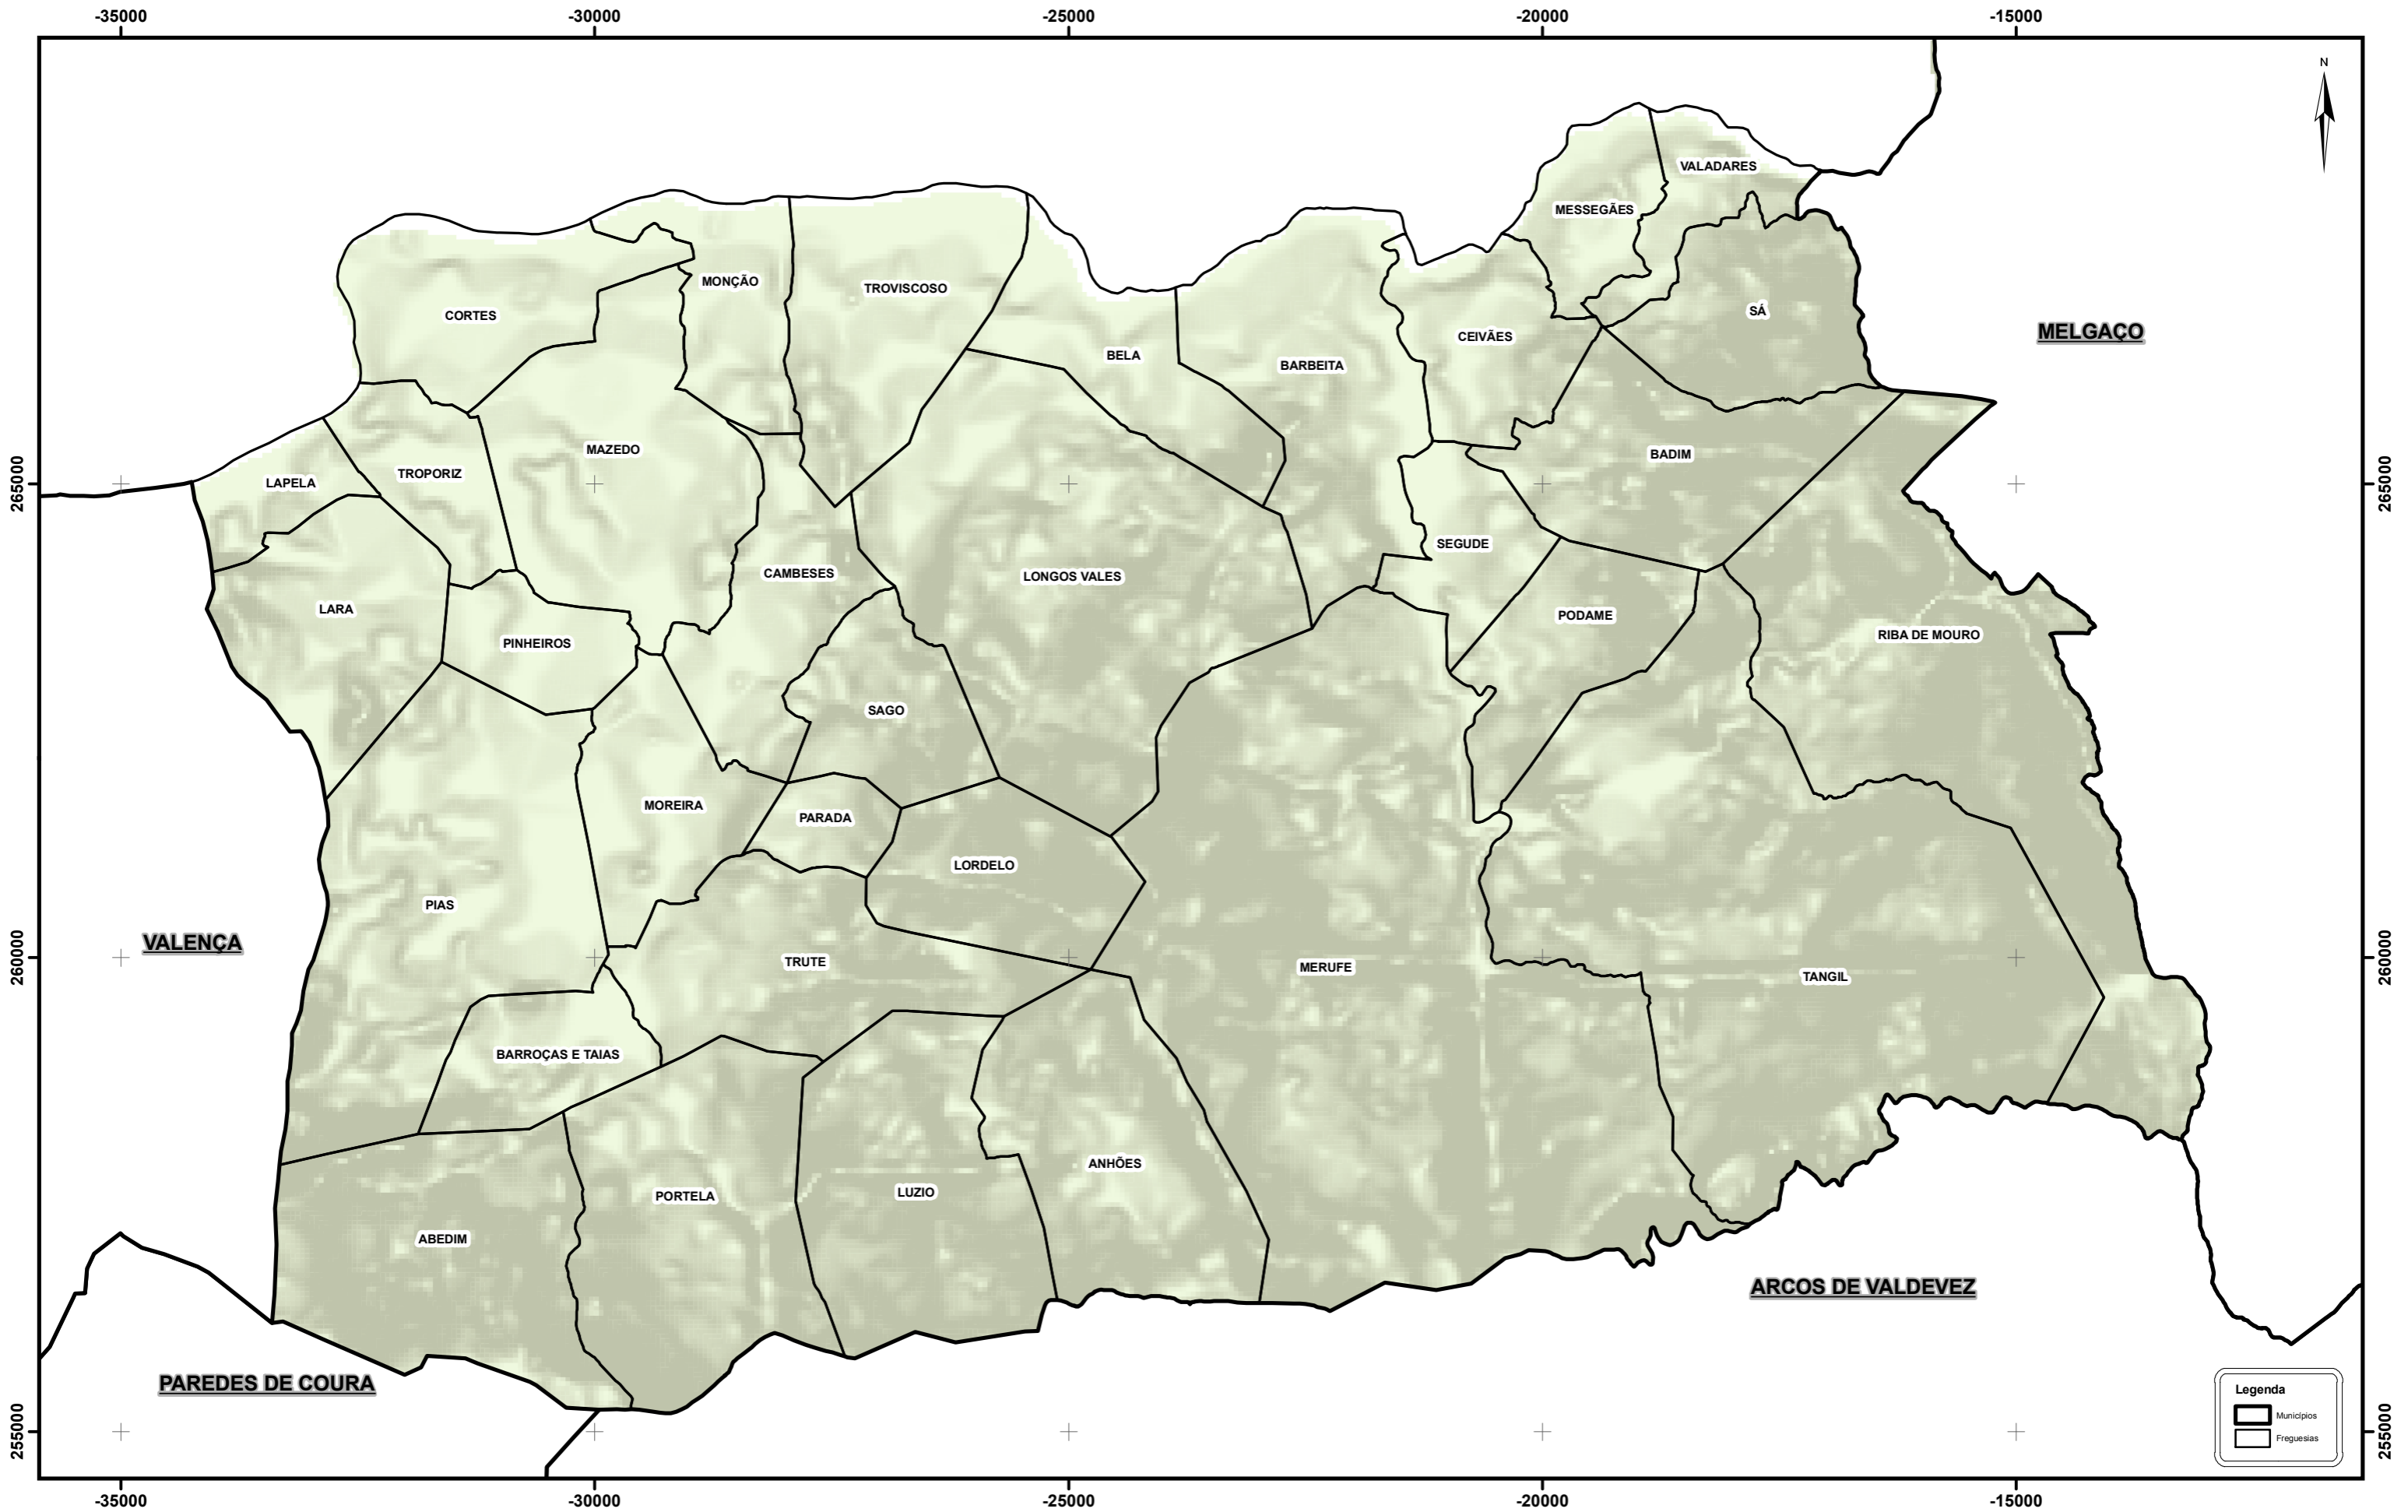 -35000
-30000
-25000
-20000
-15000
N
VALADARES
MESSEGÃES
MONÇÃO
TROVISCOSO
SÁ
CORTES
CEIVÃES
MELGAÇO
BELA
BARBEITA
MAZEDO
BADIM
TROPORIZ
LAPELA
265000
265000
SEGUDE
CAMBESES
LONGOS VALES
LARA
PODAME
RIBA DE MOURO
PINHEIROS
SAGO
MOREIRA
PARADA
LORDELO
PIAS
VALENÇA
260000
260000
TRUTE
MERUFE
TANGIL
BARROÇAS E TAIAS
ANHÕES
LUZIO
PORTELA
ABEDIM
ARCOS DE VALDEVEZ
PAREDES DE COURA
Legenda
Municípios
Freguesias
255000
255000
-35000
-30000
-25000
-20000
-15000